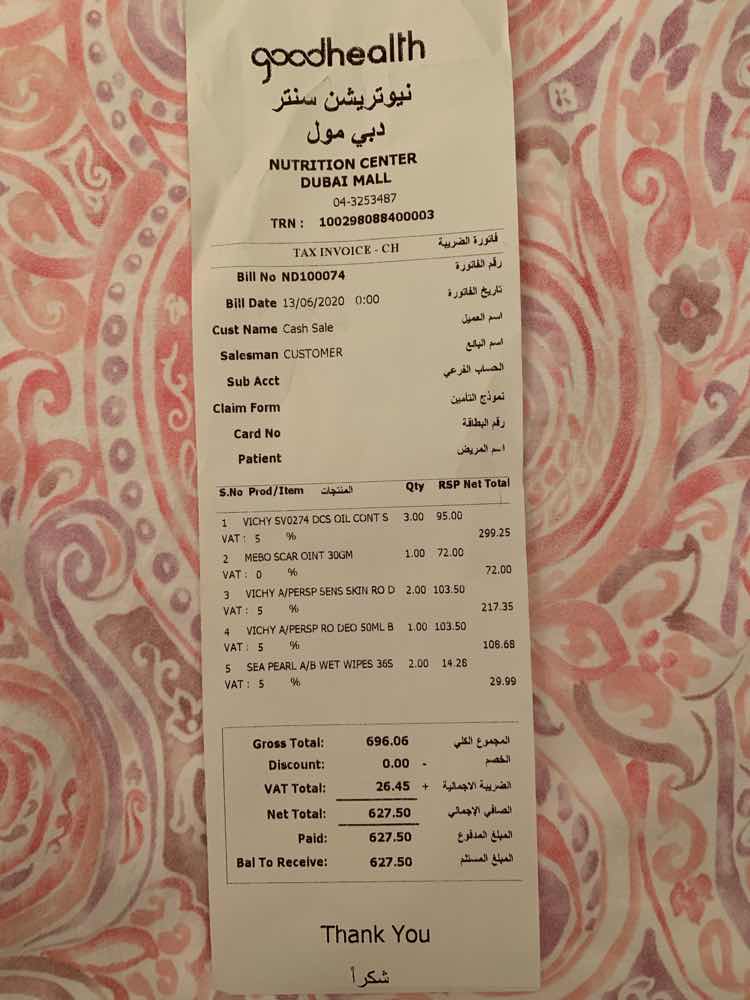 goodhealth
نيوتريشن سنتر
دبي مول
NUTRITION CENTER
DUBAI MALL
04-3253487
TRN : 100298088400003
TAX INVOICE - CH فاتورة الضريبة
Bill No ND100074 رقم الفاتورة
Bill Date 13/06/2020 0:00 تاريخ الفاتورة
Cust Name Cash Sale اسم العميل
Salesman CUSTOMER اسم البائع
Sub Acct الحساب الفرعي
Claim Form نموذج التأمين
Card No رقم البطاقة
Patient اسم المريض
S.No Prod/Item المنتجات Qty RSP Net Total
1 VICHY SV0274 DCS OIL CONT S 3.00 95.00
VAT : 5 % 299.25
2 MEBO SCAR OINT 30GM 1.00 72.00
VAT : 0 % 72.00
3 VICHY A/PERSP SENS SKIN RO D 2.00 103.50
VAT : 5 % 217.35
4 VICHY A/PERSP RO DEO 50ML B 1.00 103.50
VAT : 5 % 108.68
5 SEA PEARL A/B WET WIPES 36S 2.00 14.28
VAT : 5 % 29.99
Gross Total: 696.06 المجموع الكلي
Discount: 0.00 - الخصم
VAT Total: 26.45 + الضريبة الاجمالية
Net Total: 627.50 الصافي الإجمالي
Paid: 627.50 المبلغ المدفوع
Bal To Receive: 627.50 المبلغ المستلم
Thank You
شكراً